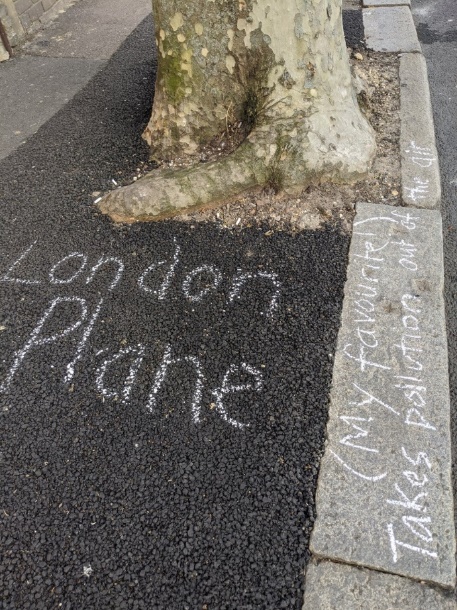 London
Plane
(My favourite!)
Takes pollution out of the air